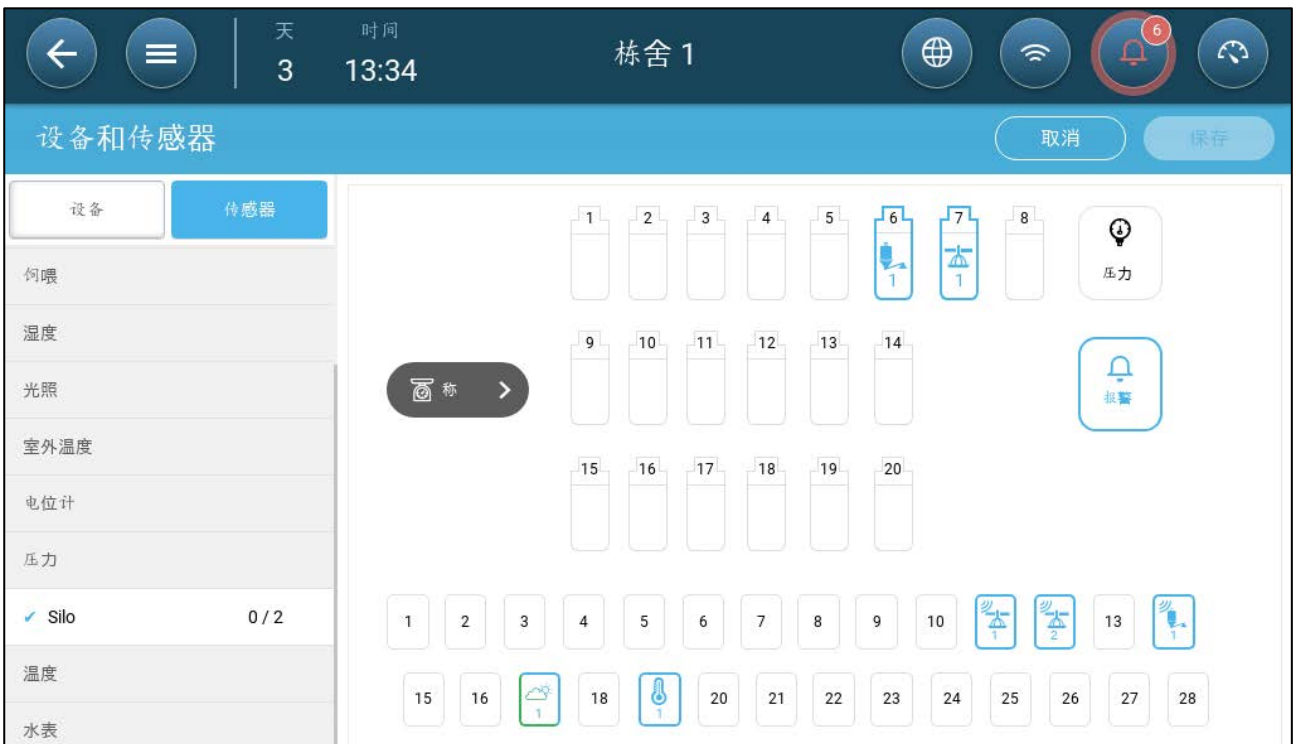 天 时间
3 13:34 栋舍 1 6
设备和传感器 取消 保存
设备 传感器
伺喂
湿度
光照
室外温度
电位计
压力
✓ Silo 0 / 2
温度
水表
1 2 3 4 5 6 7 8
1 1
压力
9 10 11 12 13 14
称
报警
15 16 17 18 19 20
1 2 3 4 5 6 7 8 9 10 1 2 13 1
15 16 1 18 1 20 21 22 23 24 25 26 27 28